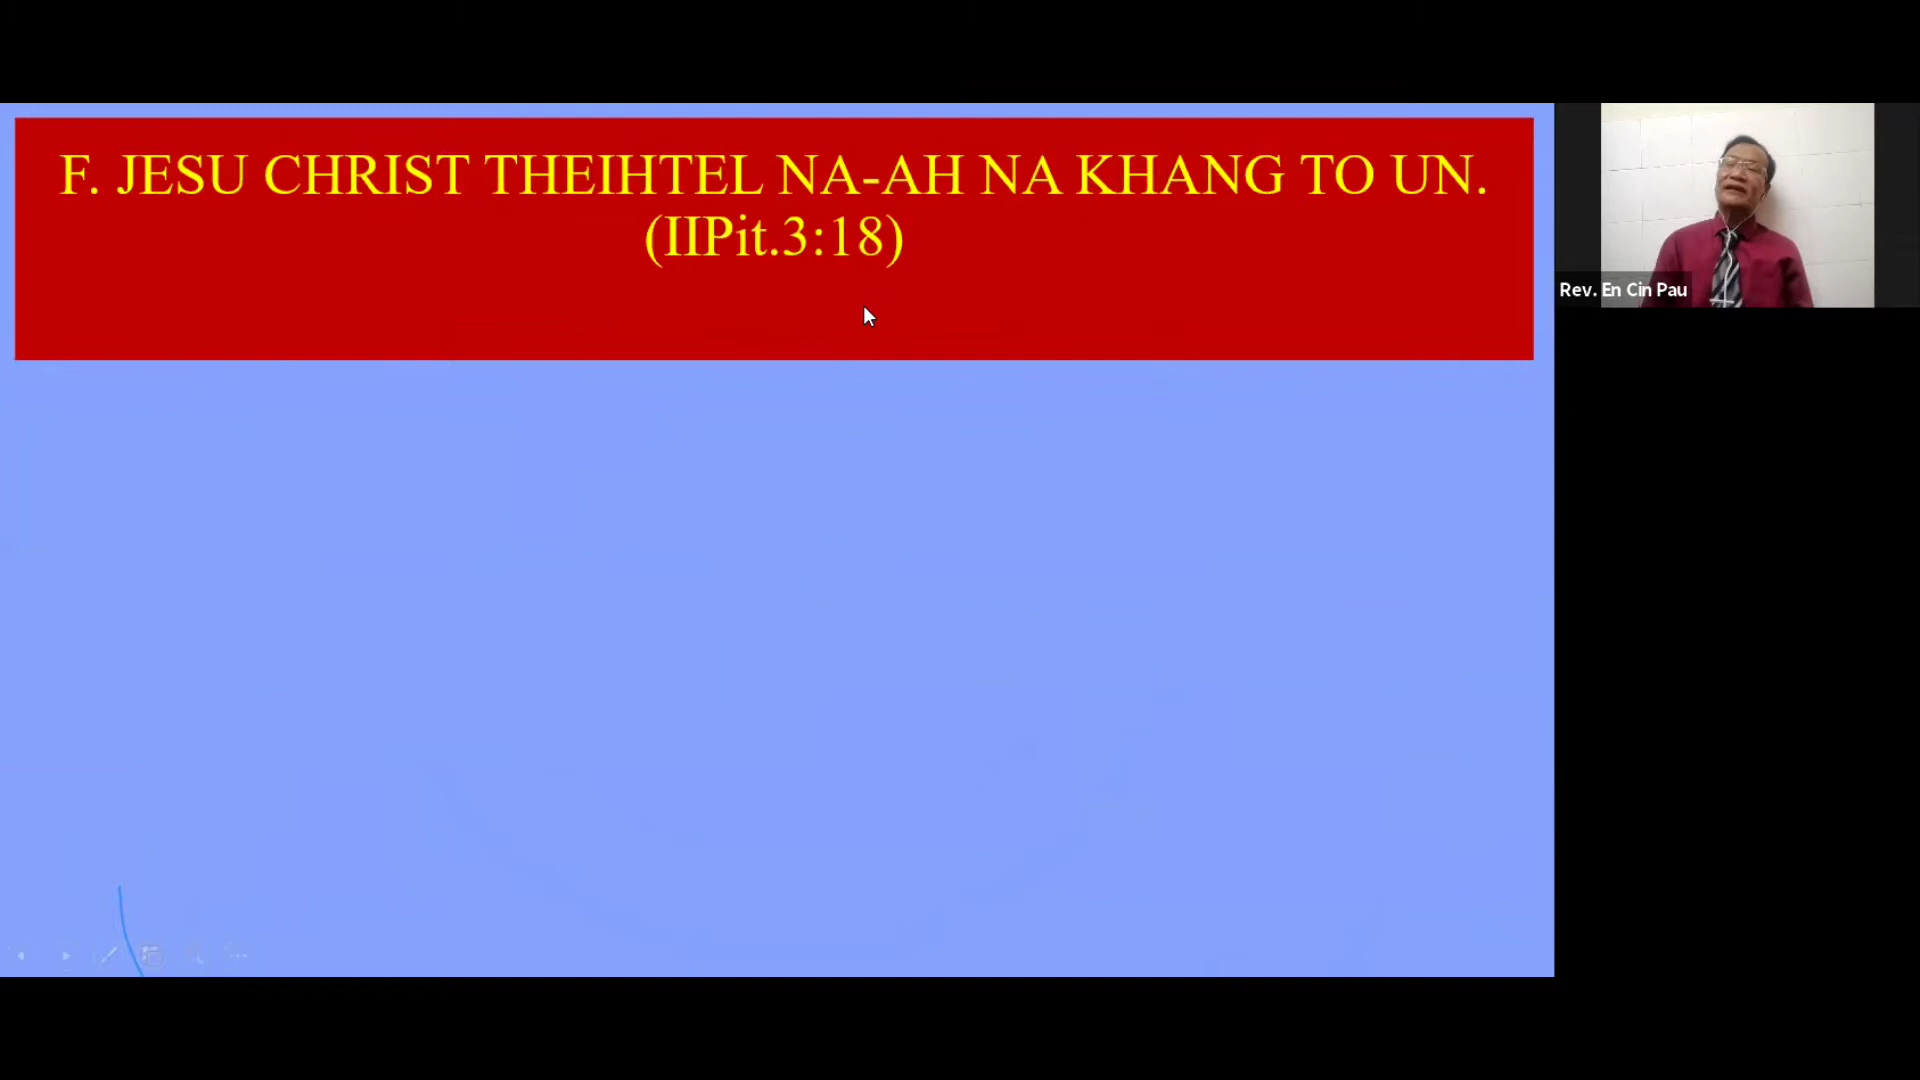 F. JESU CHRIST THEIHTEL NA-AH NA KHANG TO UN.
(IIPit.3:18)
Rev. En Cin Pau